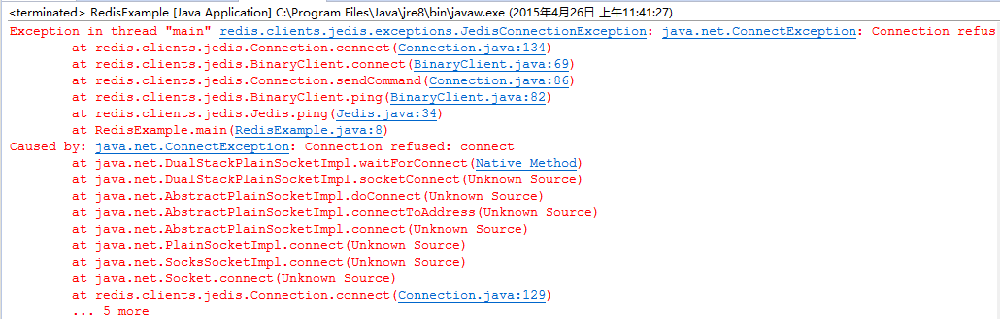 <terminated> RedisExample [Java Application] C:\Program Files\Java\jre8\bin\javaw.exe (2015年4月26日 上午11:41:27)
Exception in thread "main" redis.clients.jedis.exceptions.JedisConnectionException: java.net.ConnectException: Connection refus
at redis.clients.jedis.Connection.connect(Connection.java:134)
at redis.clients.jedis.BinaryClient.connect(BinaryClient.java:69)
at redis.clients.jedis.Connection.sendCommand(Connection.java:86)
at redis.clients.jedis.BinaryClient.ping(BinaryClient.java:82)
at redis.clients.jedis.Jedis.ping(Jedis.java:34)
at RedisExample.main(RedisExample.java:8)
Caused by: java.net.ConnectException: Connection refused: connect
at java.net.DualStackPlainSocketImpl.waitForConnect(Native Method)
at java.net.DualStackPlainSocketImpl.socketConnect(Unknown Source)
at java.net.AbstractPlainSocketImpl.doConnect(Unknown Source)
at java.net.AbstractPlainSocketImpl.connectToAddress(Unknown Source)
at java.net.AbstractPlainSocketImpl.connect(Unknown Source)
at java.net.PlainSocketImpl.connect(Unknown Source)
at java.net.SocksSocketImpl.connect(Unknown Source)
at java.net.Socket.connect(Unknown Source)
at redis.clients.jedis.Connection.connect(Connection.java:129)
... 5 more